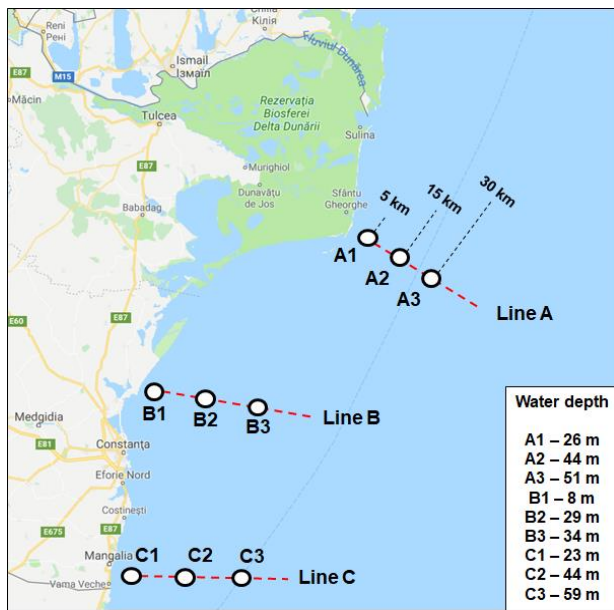 Reni
Рені
Chilia
Кілія
E87
Ismail
Ізмаїл
M15
Fluviul Dunărea
Măcin
E87
Tulcea
Rezervația
Biosferei
Delta Dunării
Sulina
Murighiol
E87
Dunavățu
de Jos
Sfântu
Gheorghe
Babadag
5 km
15 km
30 km
A1
A2
A3
Line A
E87
E60
B1
B2
B3
Line B
Medgidia
E81
Constanța
Eforie Nord
Costinești
E87
E675
Mangalia
Vama Veche
C1
C2
C3
Line C
Water depth
A1 – 26 m
A2 – 44 m
A3 – 51 m
B1 – 8 m
B2 – 29 m
B3 – 34 m
C1 – 23 m
C2 – 44 m
C3 – 59 m